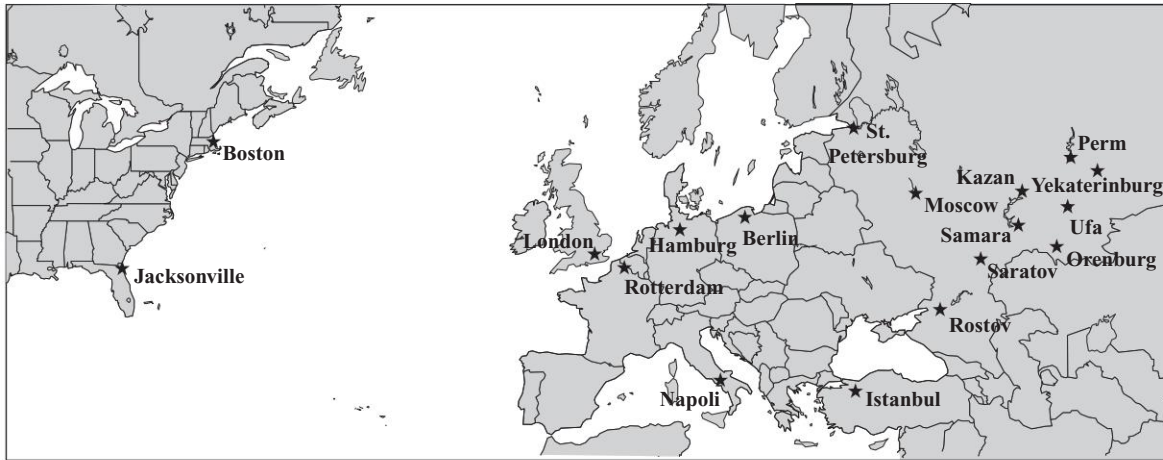 St.
Petersburg
Boston
Perm
Kazan
Yekaterinburg
Moscow
Ufa
Samara
London
Hamburg
Berlin
Orenburg
Saratov
Jacksonville
Rotterdam
Rostov
Napoli
Istanbul